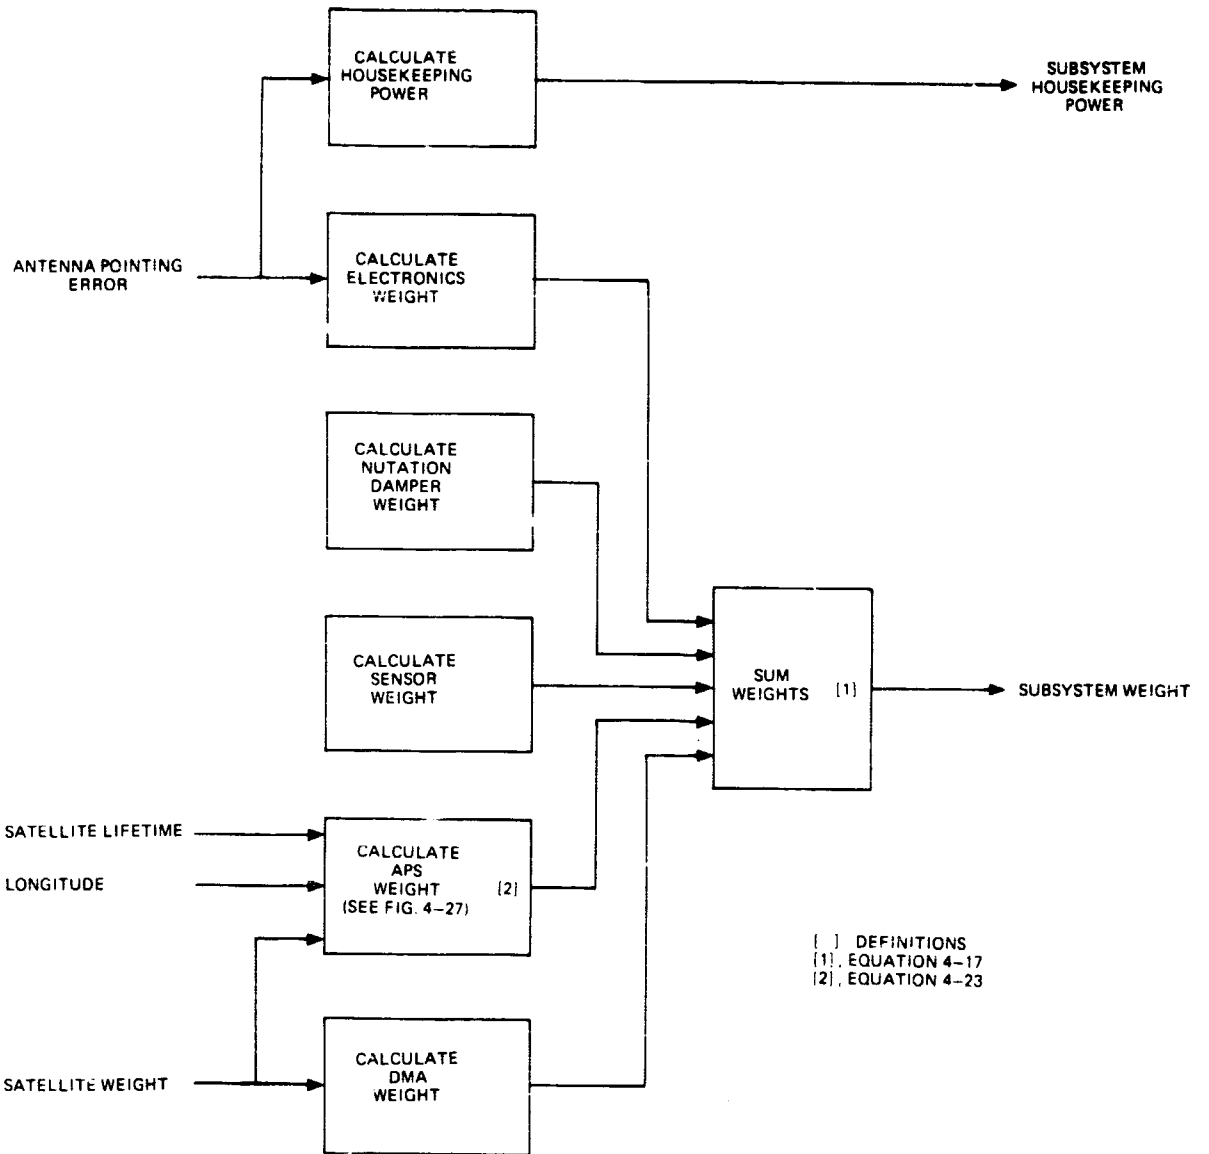 CALCULATE
HOUSEKEEPING
POWER
SUBSYSTEM
HOUSEKEEPING
POWER
ANTENNA POINTING
ERROR
CALCULATE
ELECTRONICS
WEIGHT
CALCULATE
NUTATION
DAMPER
WEIGHT
CALCULATE
SENSOR
WEIGHT
SUM
WEIGHTS [1]
SUBSYSTEM WEIGHT
SATELLITE LIFETIME
LONGITUDE
CALCULATE
APS
WEIGHT [2]
(SEE FIG. 4–27)
[ ] DEFINITIONS
[1], EQUATION 4–17
[2], EQUATION 4–23
SATELLITE WEIGHT
CALCULATE
DMA
WEIGHT